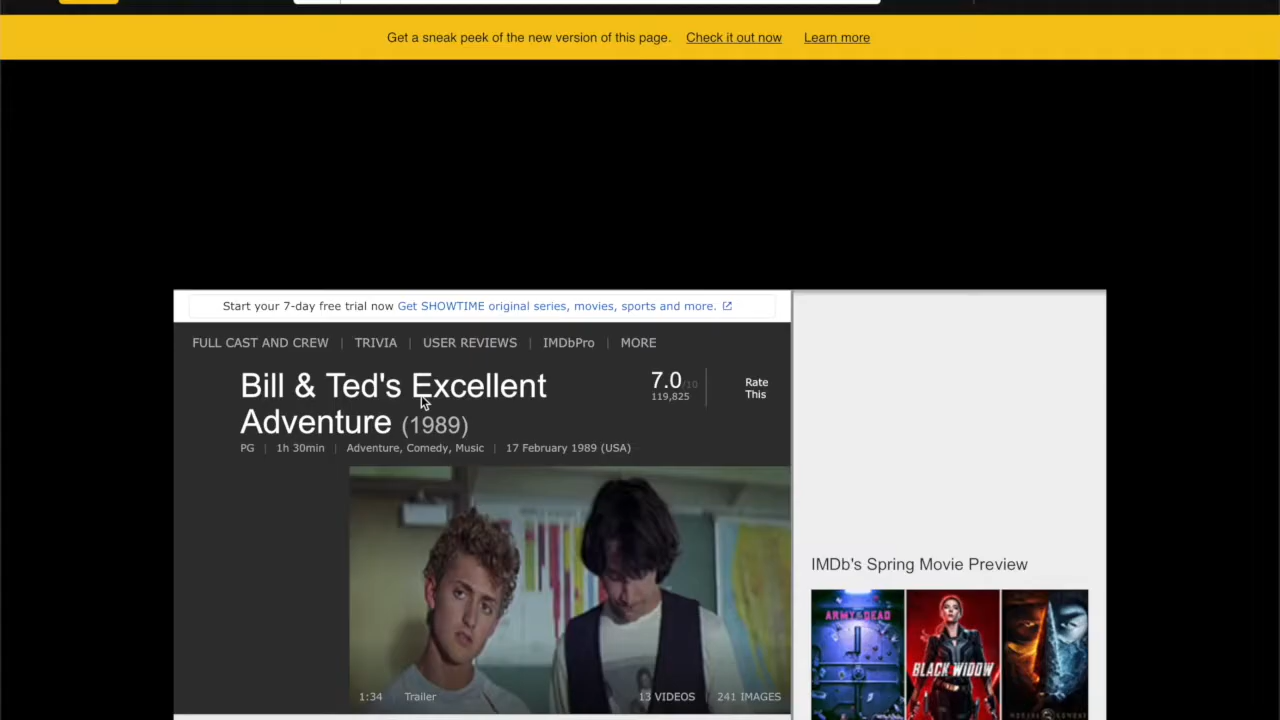 Get a sneak peek of the new version of this page. Check it out now Learn more
Start your 7-day free trial now Get SHOWTIME original series, movies, sports and more.
FULL CAST AND CREW | TRIVIA | USER REVIEWS | IMDbPro | MORE
Bill & Ted's Excellent
Adventure (1989)
7.0/10
119,825
Rate
This
PG | 1h 30min | Adventure, Comedy, Music | 17 February 1989 (USA)
1:34 Trailer 13 VIDEOS 241 IMAGES
IMDb's Spring Movie Preview
ARMY OF THE DEAD
BLACK WIDOW